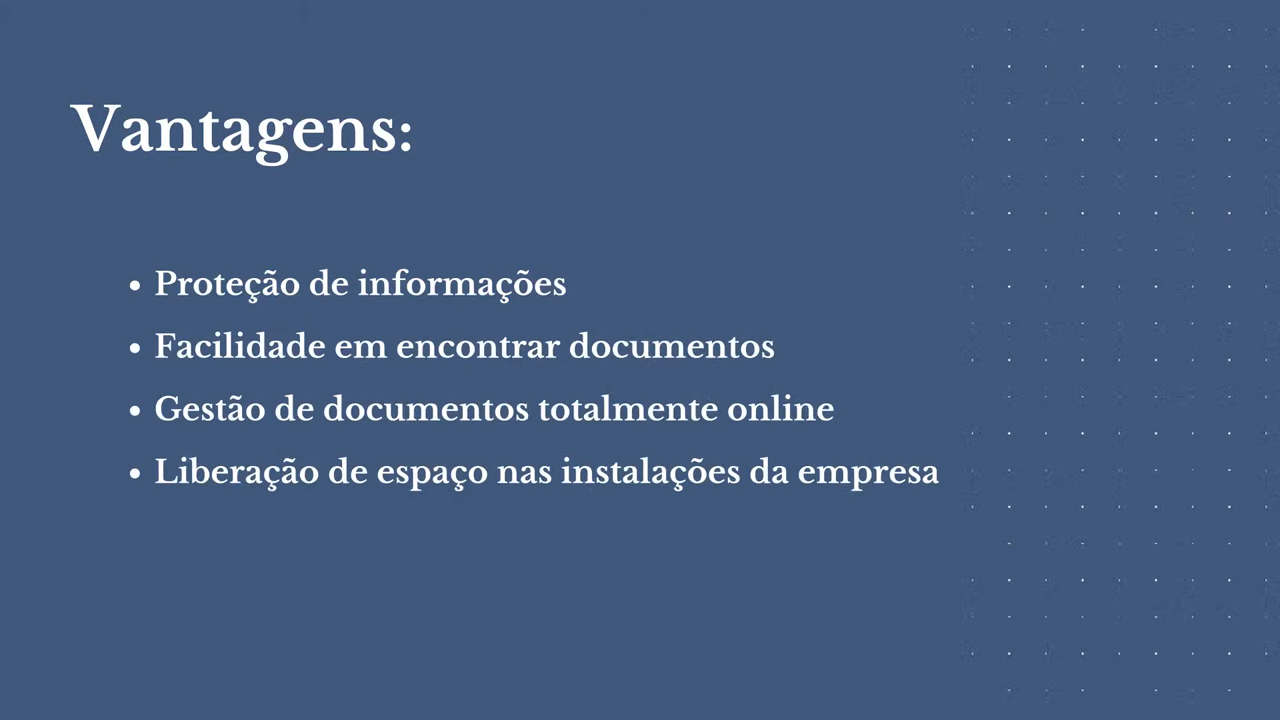 Vantagens:
• Proteção de informações
• Facilidade em encontrar documentos
• Gestão de documentos totalmente online
• Liberação de espaço nas instalações da empresa